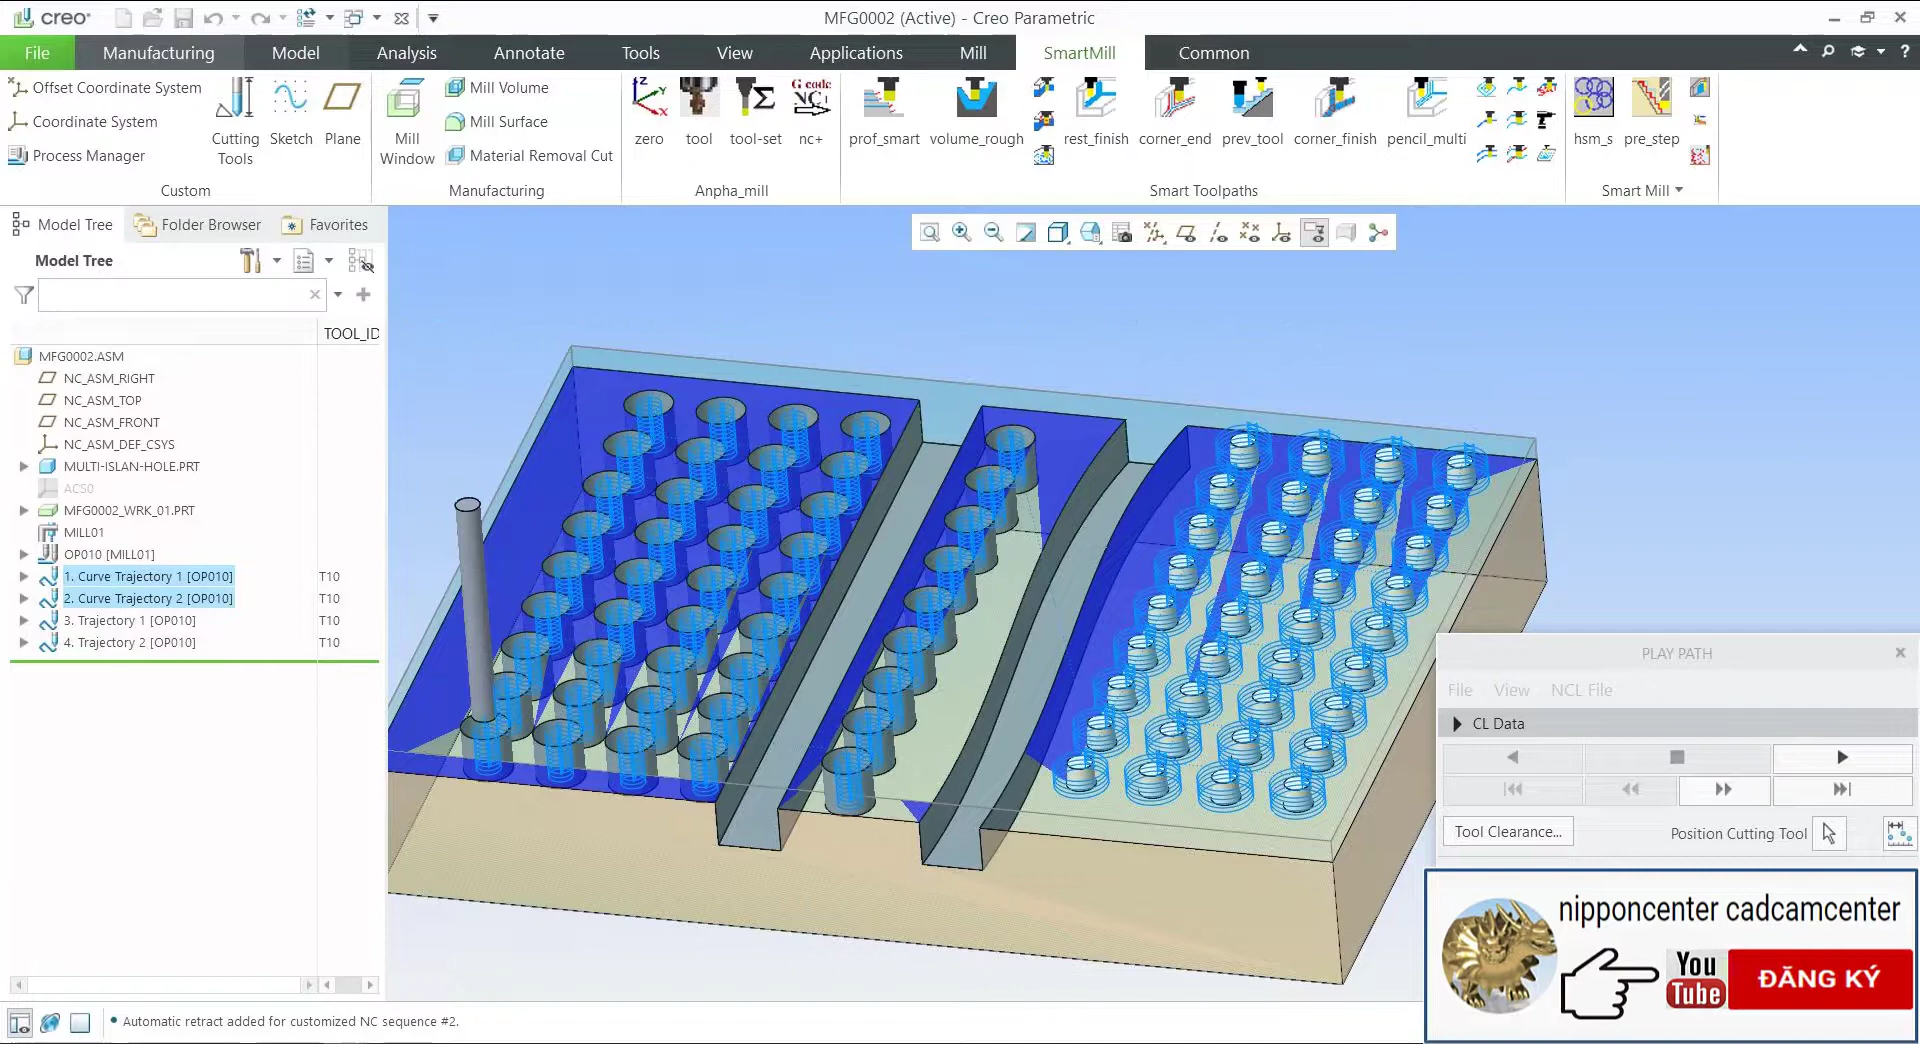 creo
MFG0002 (Active) - Creo Parametric
File
Manufacturing
Model
Analysis
Annotate
Tools
View
Applications
Mill
SmartMill
Common
?
Offset Coordinate System
Coordinate System
Process Manager
Cutting
Tools
Sketch
Plane
Custom
Mill
Window
Mill Volume
Mill Surface
Material Removal Cut
Manufacturing
zero
tool
tool-set
G code
NC+
nc+
Anpha_mill
prof_smart
volume_rough
rest_finish
corner_end
prev_tool
corner_finish
pencil_multi
Smart Toolpaths
hsm_s
pre_step
Smart Mill
Model Tree
Folder Browser
Favorites
Model Tree
TOOL_ID
MFG0002.ASM
NC_ASM_RIGHT
NC_ASM_TOP
NC_ASM_FRONT
NC_ASM_DEF_CSYS
MULTI-ISLAN-HOLE.PRT
ACS0
MFG0002_WRK_01.PRT
MILL01
OP010 [MILL01]
1. Curve Trajectory 1 [OP010] T10
2. Curve Trajectory 2 [OP010] T10
3. Trajectory 1 [OP010] T10
4. Trajectory 2 [OP010] T10
PLAY PATH
File View NCL File
CL Data
Tool Clearance...
Position Cutting Tool
nipponcenter cadcamcenter
You
Tube
ĐĂNG KÝ
Automatic retract added for customized NC sequence #2.